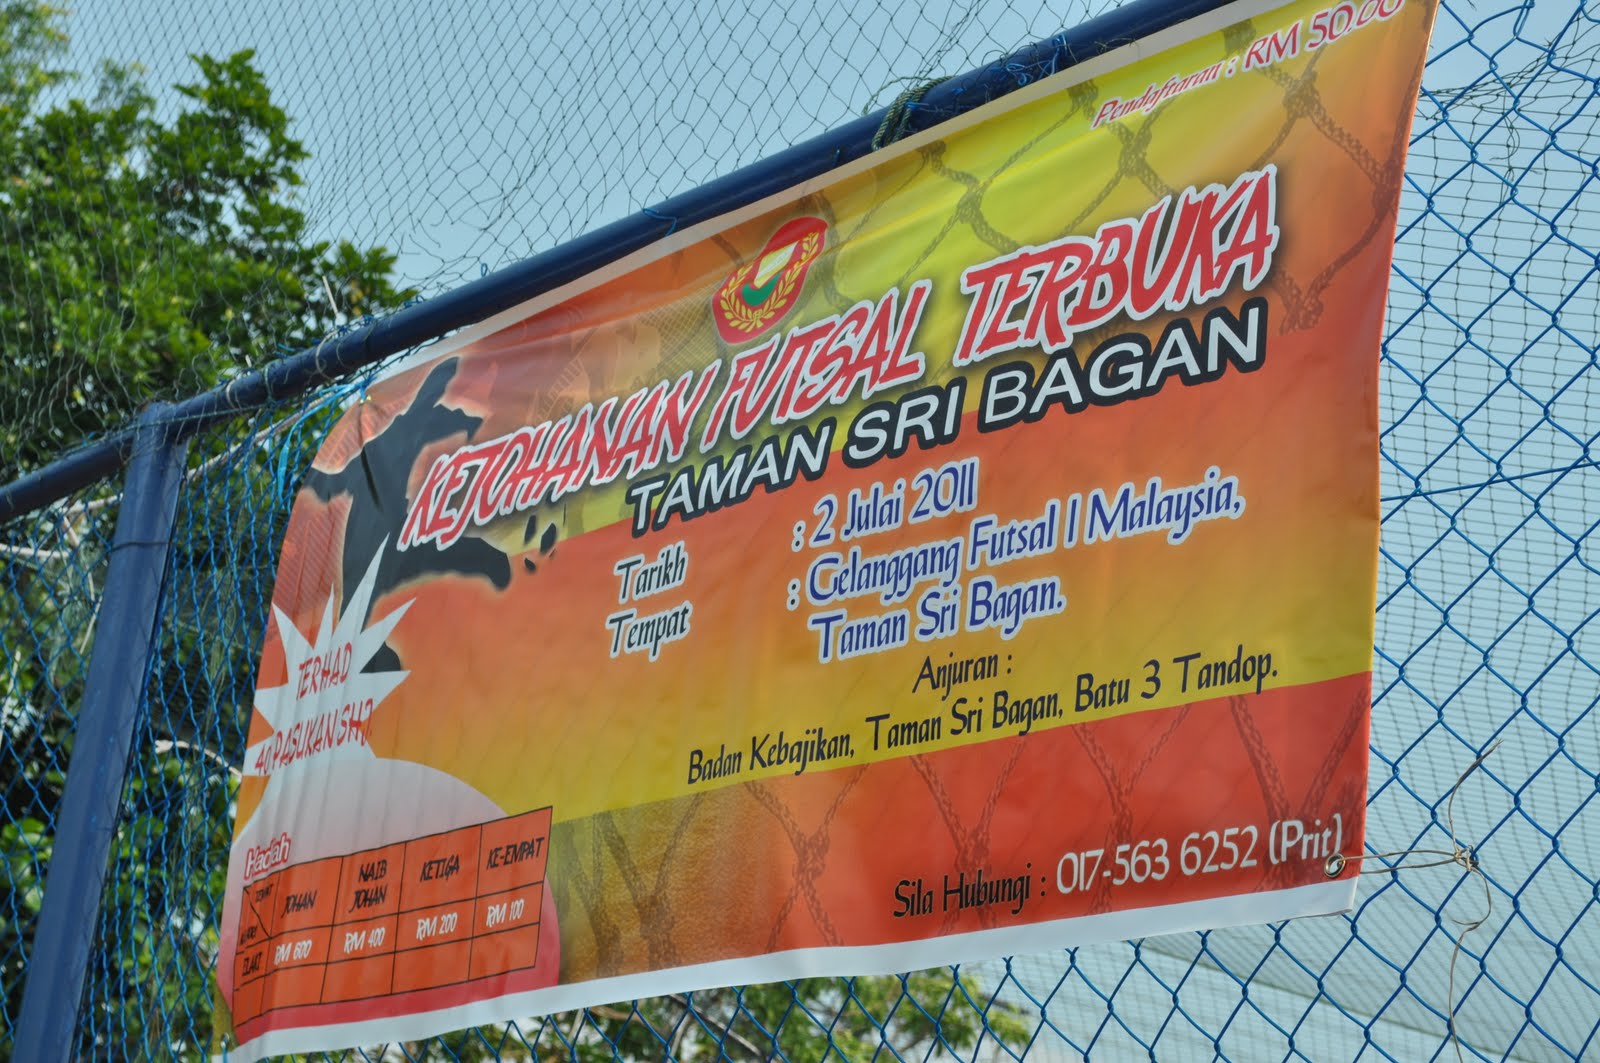 Pendaftaran : RM 50.00
KEJOHANAN FUTSAL TERBUKA
TAMAN SRI BAGAN
Tarikh : 2 Julai 2011
Tempat : Gelanggang Futsal 1 Malaysia,
Taman Sri Bagan.
Anjuran :
Badan Kebajikan, Taman Sri Bagan, Batu 3 Tandop.
TERHAD
40 PASUKAN SHJ.
Hadiah
JOHAN NAIB JOHAN KETIGA KE-EMPAT
RM 600 RM 400 RM 200 RM 100
Sila Hubungi : 017-563 6252 (Prit)